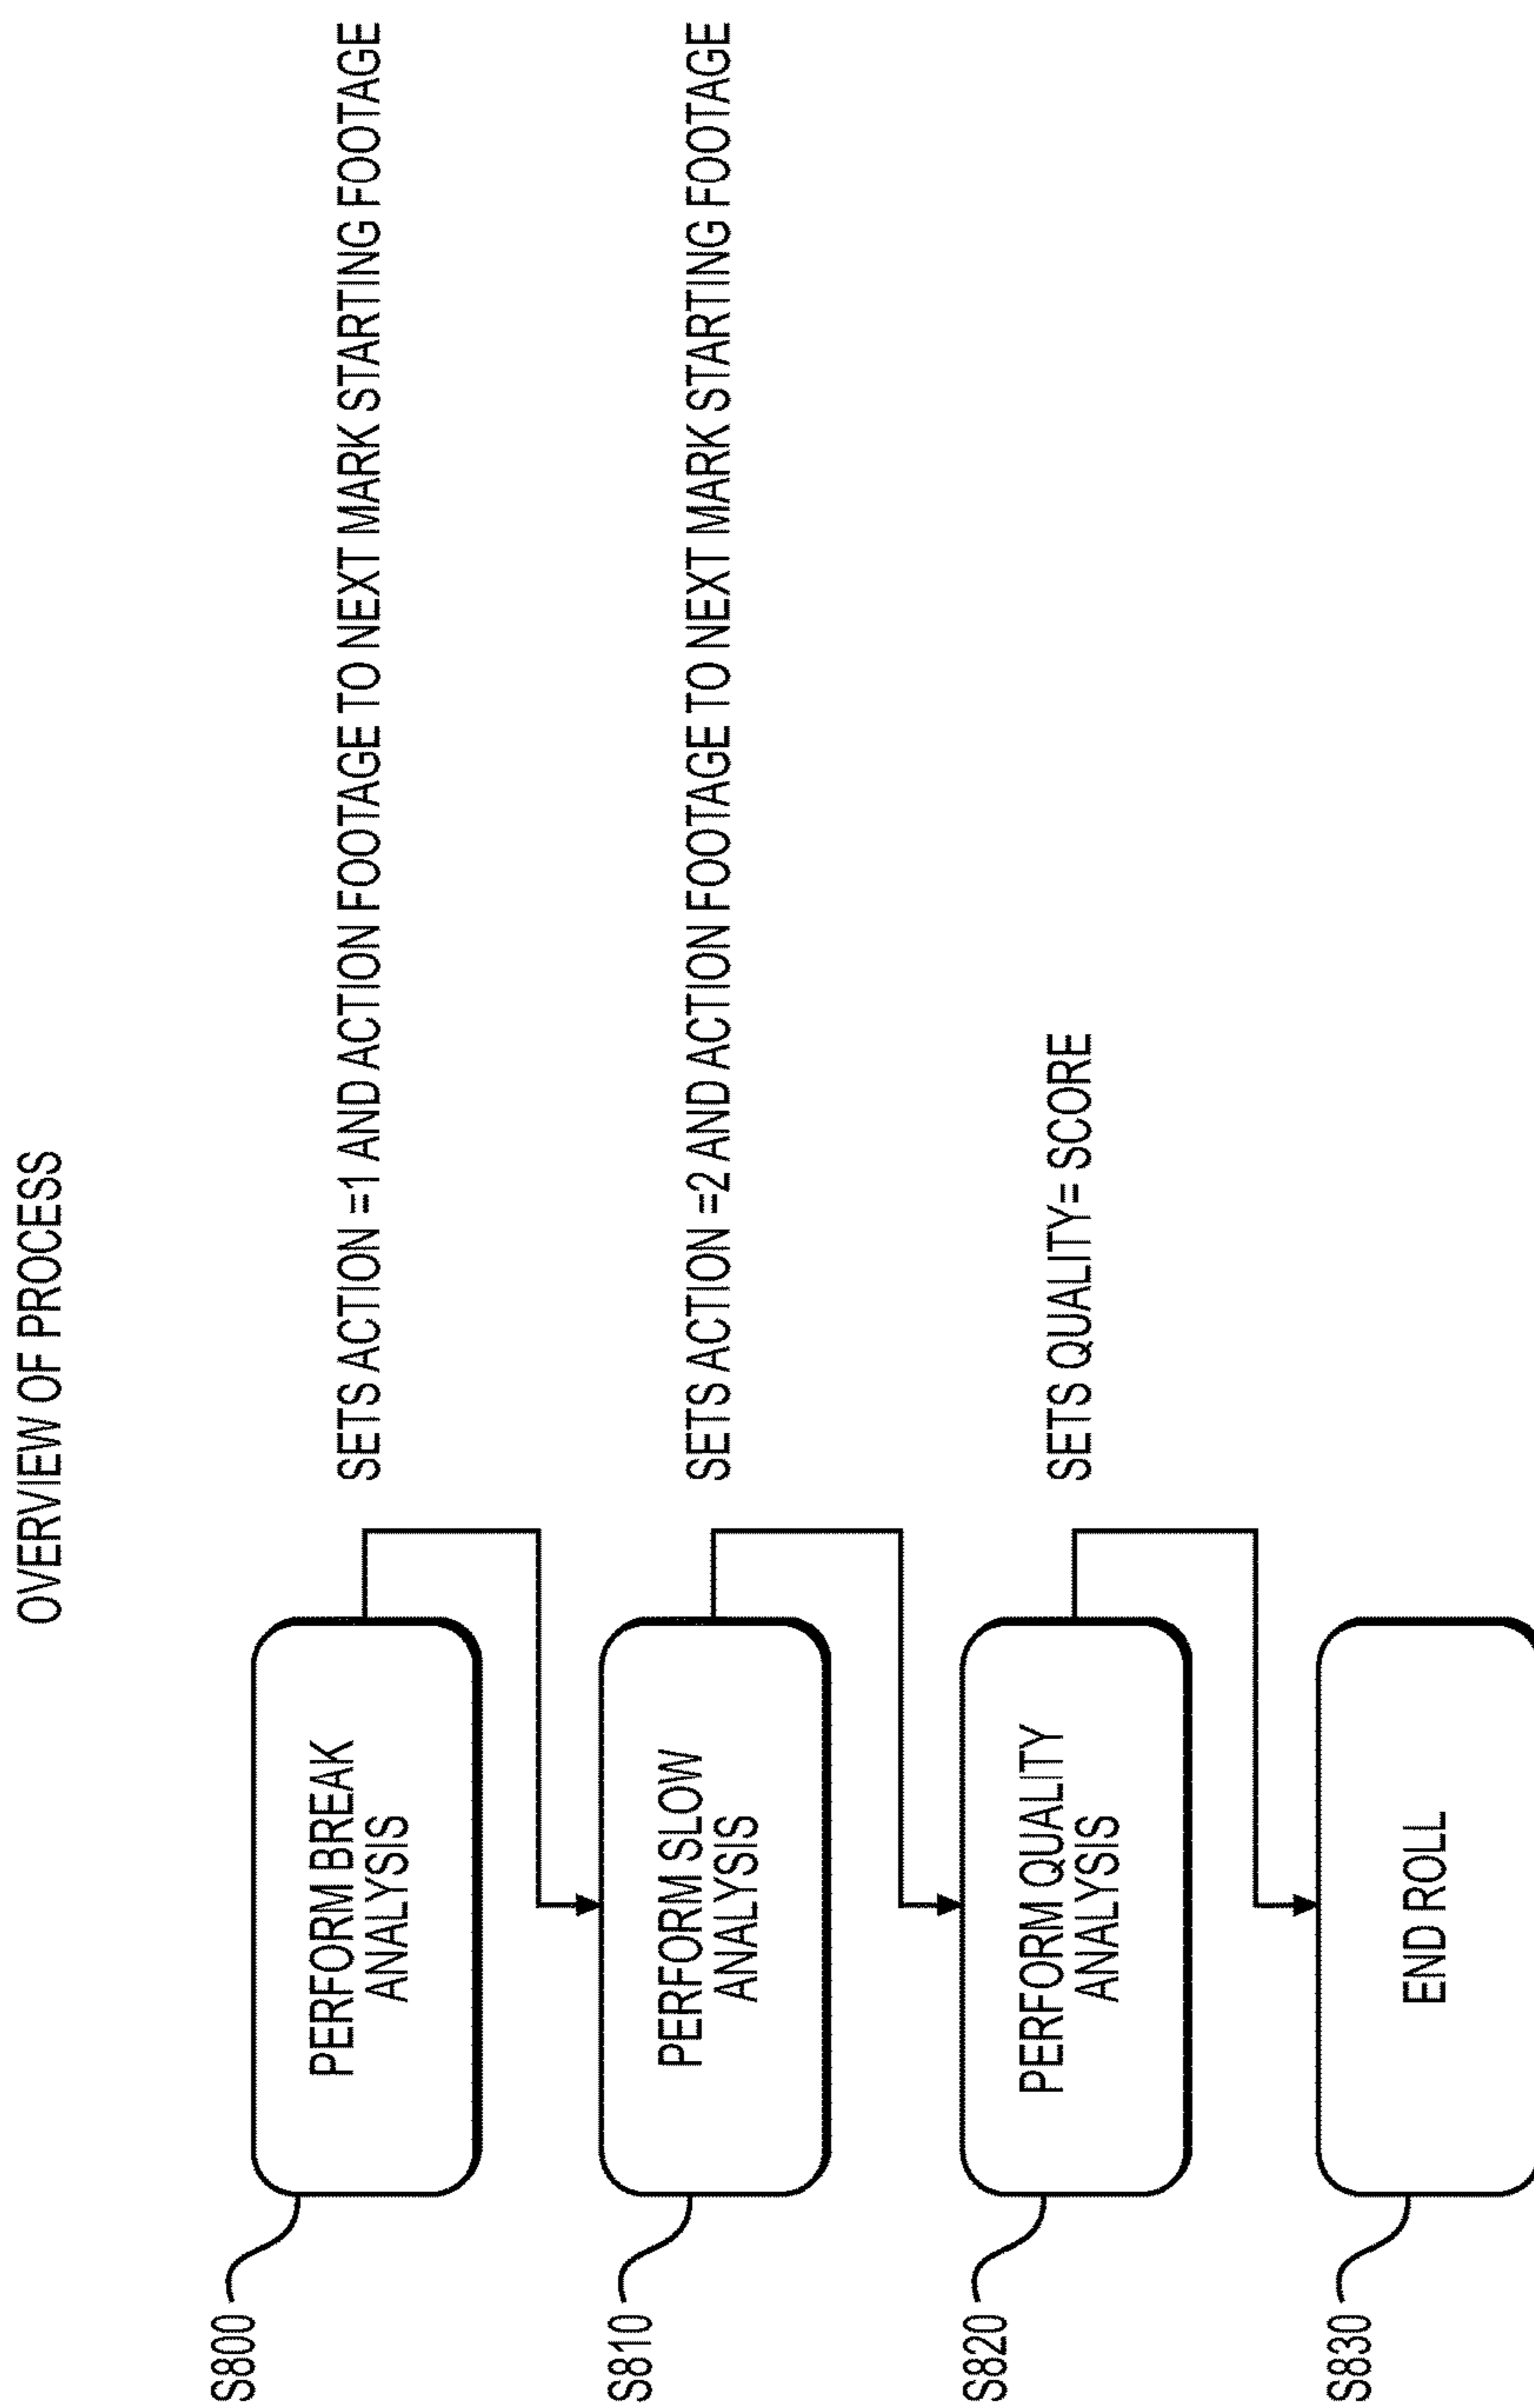 OVERVIEW OF PROCESS
S800
PERFORM BREAK
ANALYSIS
SETS ACTION =1 AND ACTION FOOTAGE TO NEXT MARK STARTING FOOTAGE
S810
PERFORM SLOW
ANALYSIS
SETS ACTION =2 AND ACTION FOOTAGE TO NEXT MARK STARTING FOOTAGE
S820
PERFORM QUALITY
ANALYSIS
SETS QUALITY= SCORE
S830
END ROLL